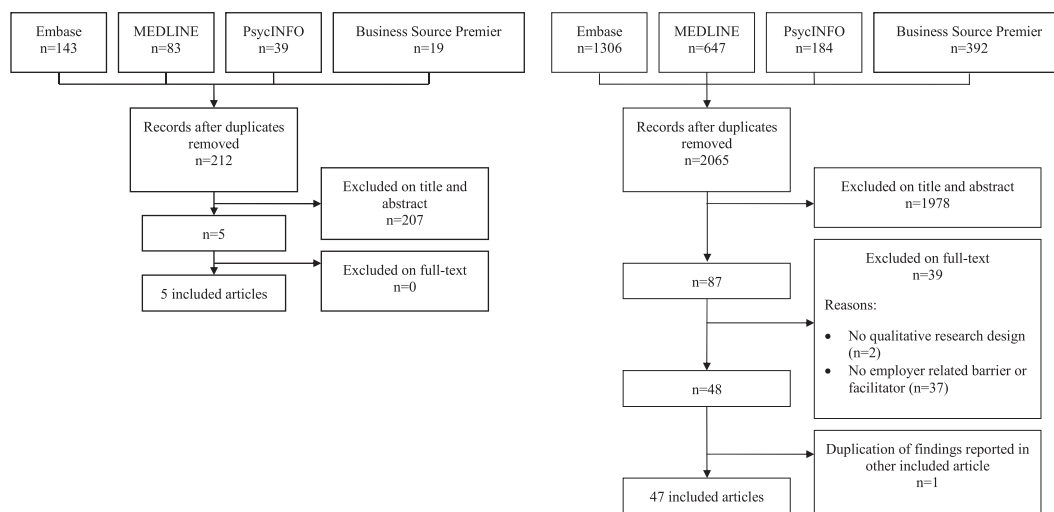 Embase
n=143
MEDLINE
n=83
PsycINFO
n=39
Business Source Premier
n=19
Records after duplicates
removed
n=212
Excluded on title and
abstract
n=207
n=5
Excluded on full-text
n=0
5 included articles
Embase
n=1306
MEDLINE
n=647
PsycINFO
n=184
Business Source Premier
n=392
Records after duplicates
removed
n=2065
Excluded on title and abstract
n=1978
n=87
Excluded on full-text
n=39
Reasons:
• No qualitative research design
(n=2)
• No employer related barrier or
facilitator (n=37)
n=48
Duplication of findings reported in
other included article
n=1
47 included articles